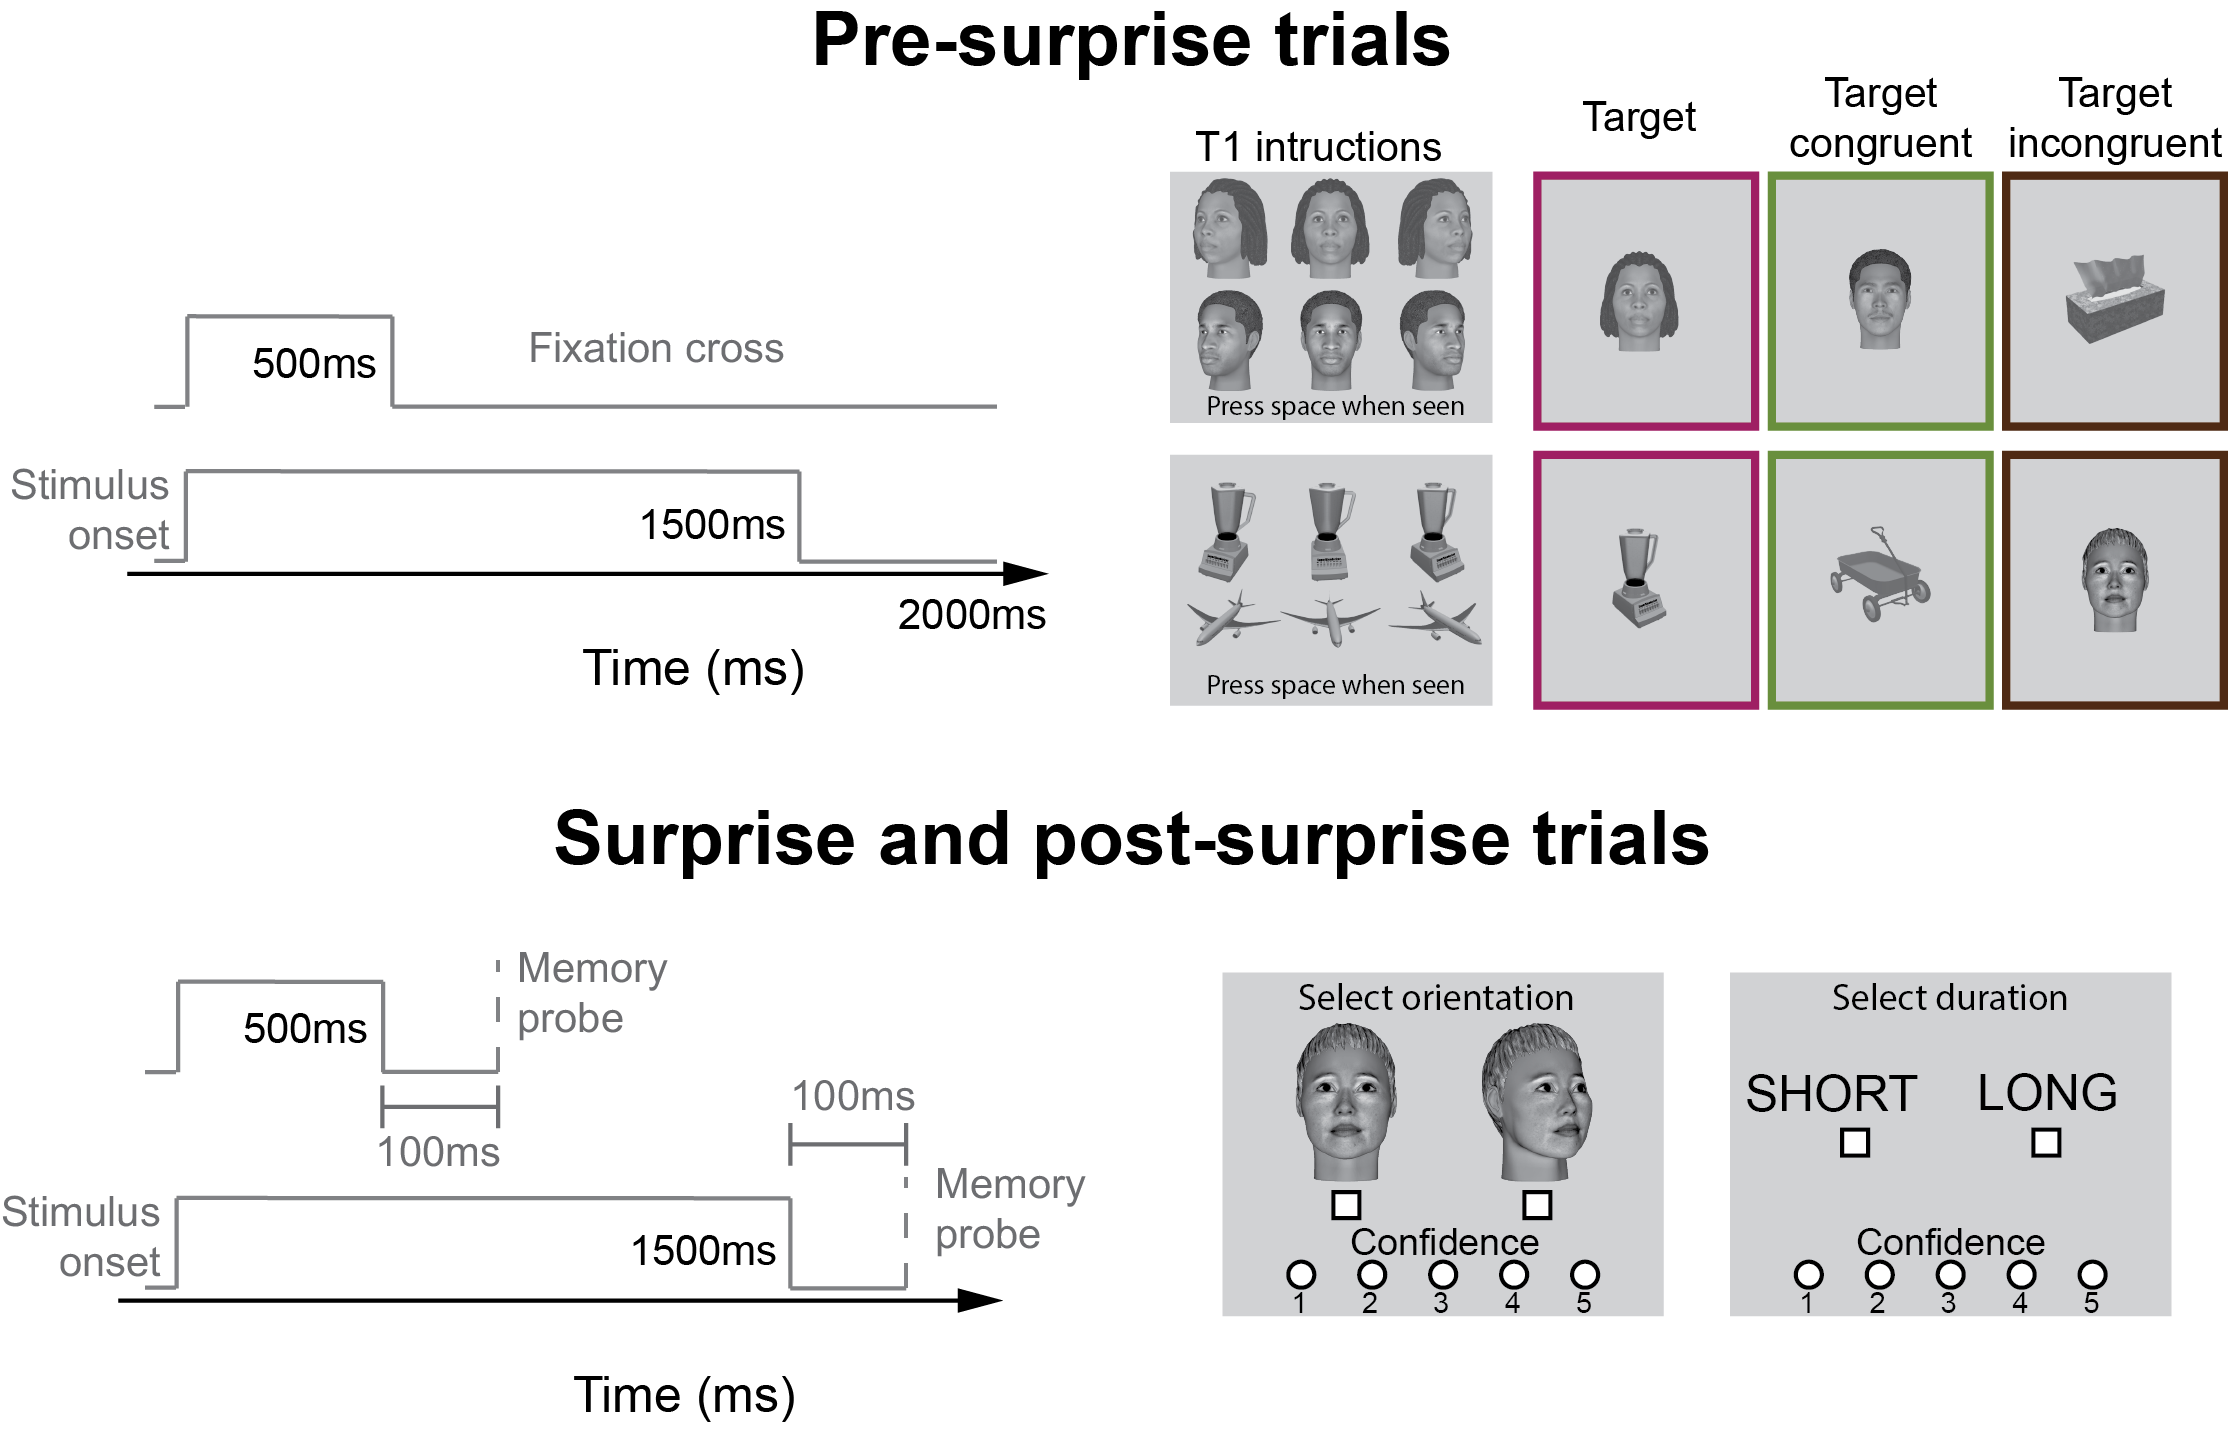 Pre-surprise trials
T1 intructions
Target
Target
congruent
Target
incongruent
500ms
Fixation cross
Stimulus
onset
1500ms
2000ms
Time (ms)
Press space when seen
Press space when seen
Surprise and post-surprise trials
500ms
Memory
probe
100ms
100ms
Stimulus
onset
1500ms
Memory
probe
Time (ms)
Select orientation
Confidence
1 2 3 4 5
Select duration
SHORT LONG
Confidence
1 2 3 4 5